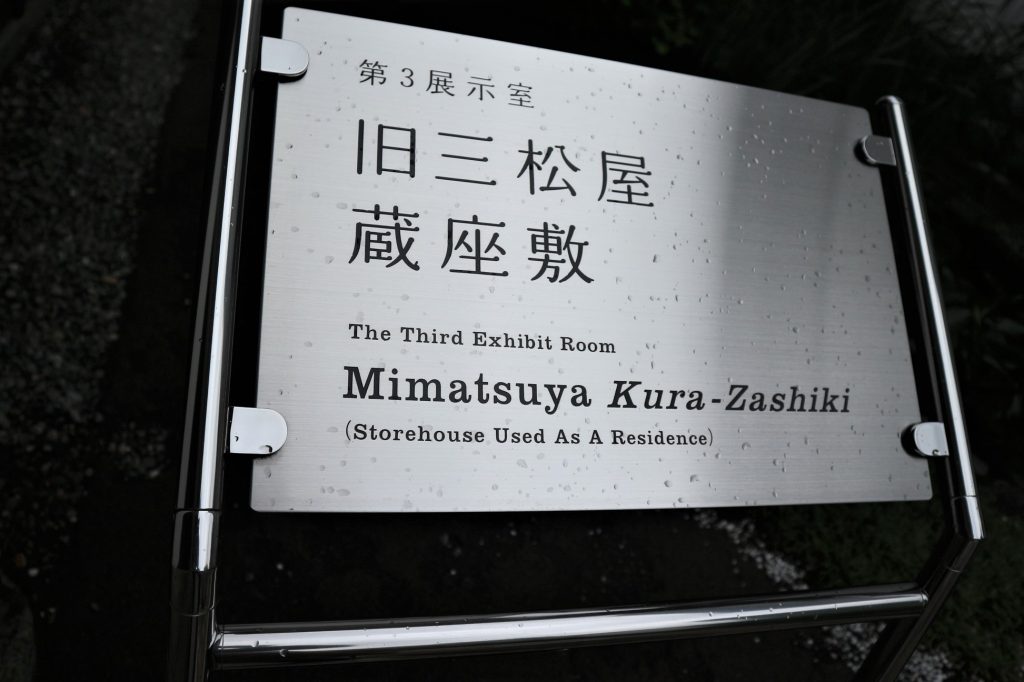 第3展示室
旧三松屋
蔵座敷
The Third Exhibit Room
Mimatsuya Kura-Zashiki
(Storehouse Used As A Residence)